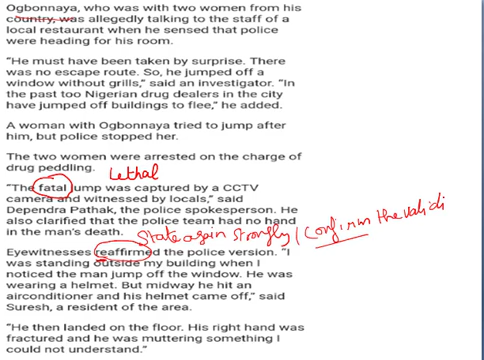 Ogbonnaya, who was with two women from his
country, was allegedly talking to the staff of a
local restaurant when he sensed that police
were heading for his room.
“He must have been taken by surprise. There
was no escape route. So, he jumped off a
window without grills,” said an investigator. “In
the past too Nigerian drug dealers in the city
have jumped off buildings to flee,” he added.
A woman with Ogbonnaya tried to jump after
him, but police stopped her.
The two women were arrested on the charge of
drug peddling.
Lethal
“The fatal jump was captured by a CCTV
camera and witnessed by locals,” said
Dependra Pathak, the police spokesperson. He
also clarified that the police team had no hand
in the man's death.
State again strongly / Confirm the validi
Eyewitnesses reaffirmed the police version. “I
was standing outside my building when I
noticed the man jump off the window. He was
wearing a helmet. But midway he hit an
airconditioner and his helmet came off,” said
Suresh, a resident of the area.
“He then landed on the floor. His right hand was
fractured and he was muttering something I
could not understand.”